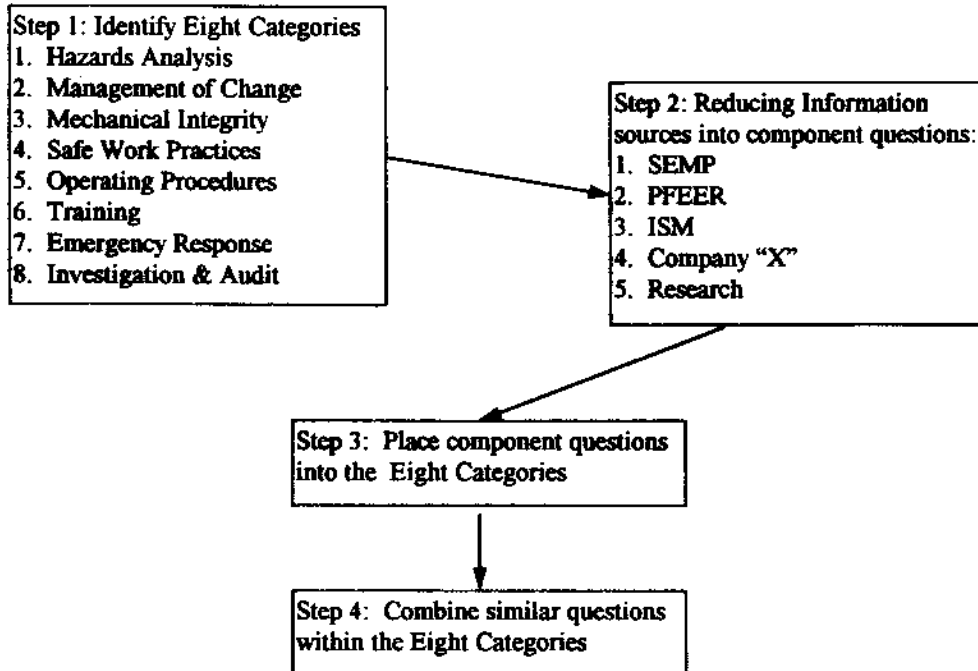 Step 1: Identify Eight Categories
1. Hazards Analysis
2. Management of Change
3. Mechanical Integrity
4. Safe Work Practices
5. Operating Procedures
6. Training
7. Emergency Response
8. Investigation & Audit
Step 2: Reducing Information
sources into component questions:
1. SEMP
2. PFEER
3. ISM
4. Company “X”
5. Research
Step 3: Place component questions
into the Eight Categories
Step 4: Combine similar questions
within the Eight Categories